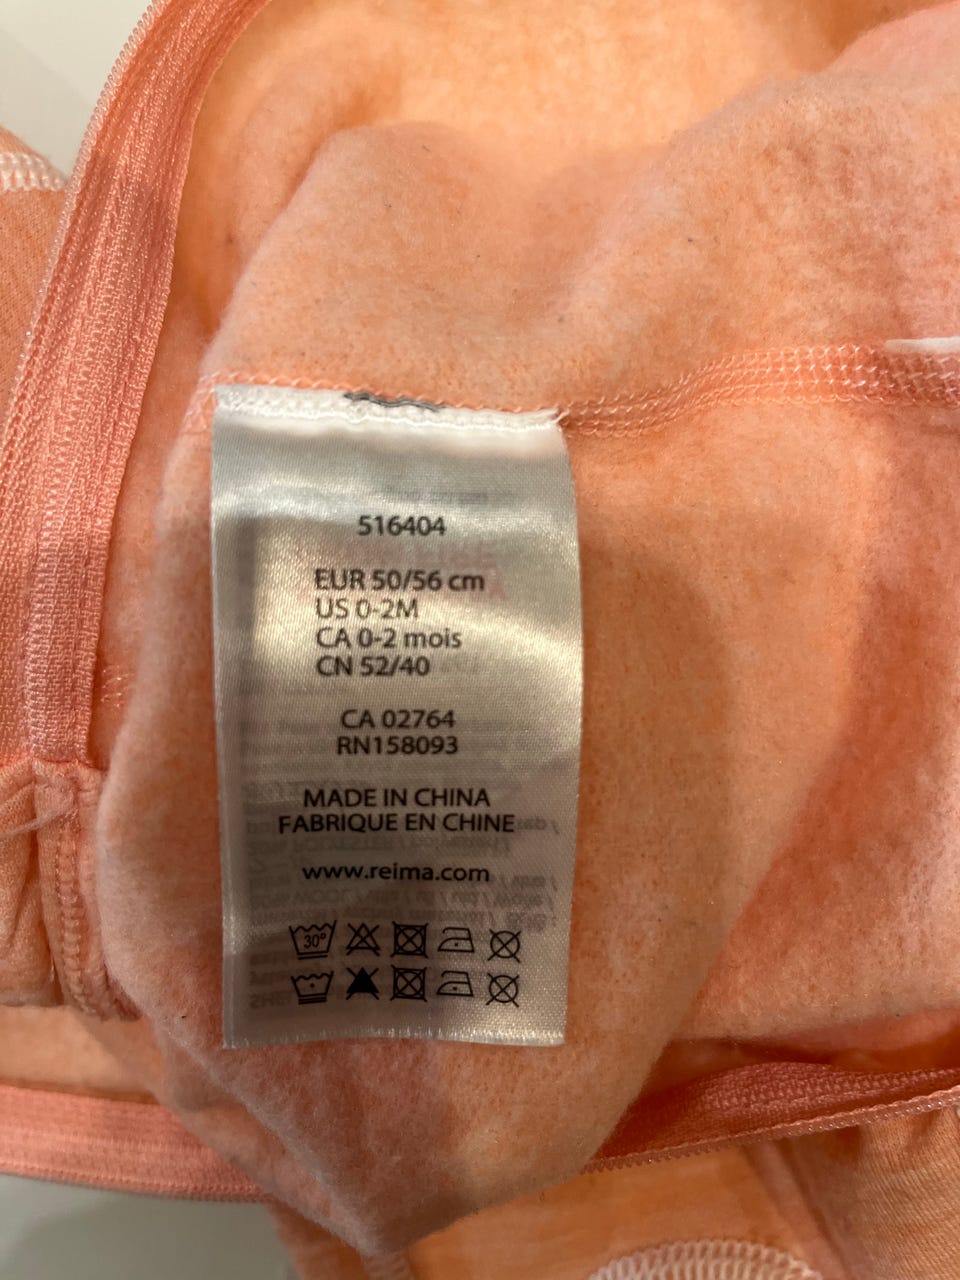 516404
EUR 50/56 cm
US 0-2M
CA 0-2 mois
CN 52/40
CA 02764
RN158093
MADE IN CHINA
FABRIQUE EN CHINE
www.reima.com
30°